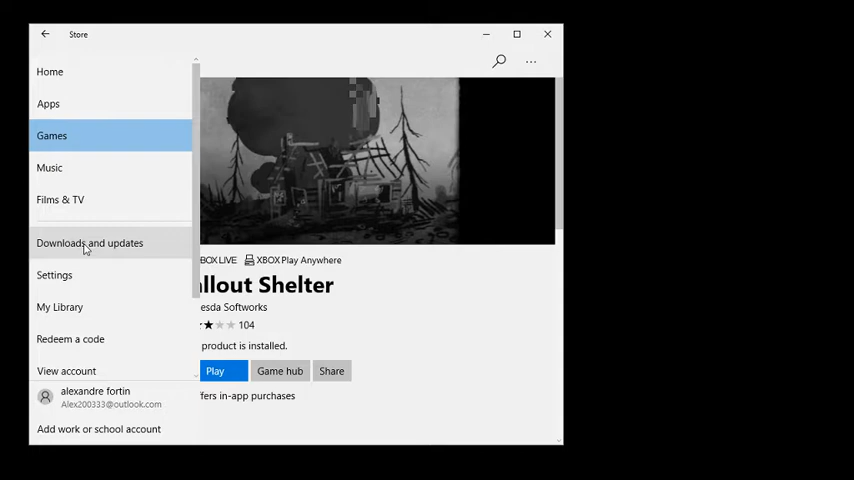 Store
Home
Apps
Games
Music
Films & TV
Downloads and updates
Settings
My Library
Redeem a code
View account
alexandre fortin
Alex200333@outlook.com
Add work or school account
BOX LIVE XBOX Play Anywhere
llout Shelter
esda Softworks
104
product is installed.
Play Game hub Share
ffers in-app purchases